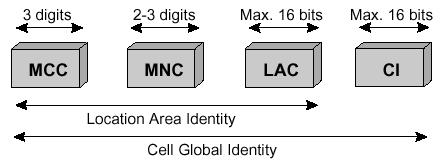 3 digits 2-3 digits Max. 16 bits Max. 16 bits
MCC MNC LAC CI
Location Area Identity
Cell Global Identity